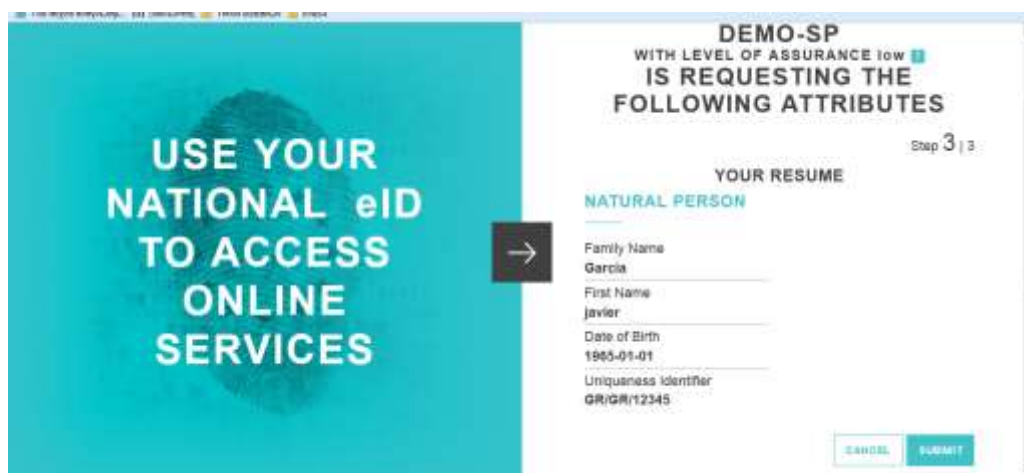 USE YOUR
NATIONAL eID
TO ACCESS
ONLINE
SERVICES
DEMO-SP
WITH LEVEL OF ASSURANCE low ?
IS REQUESTING THE
FOLLOWING ATTRIBUTES
Step 3 | 3
YOUR RESUME
NATURAL PERSON
Family Name
Garcia
First Name
javier
Date of Birth
1965-01-01
Uniqueness Identifier
GR/GR/12345
CANCEL
SUBMIT